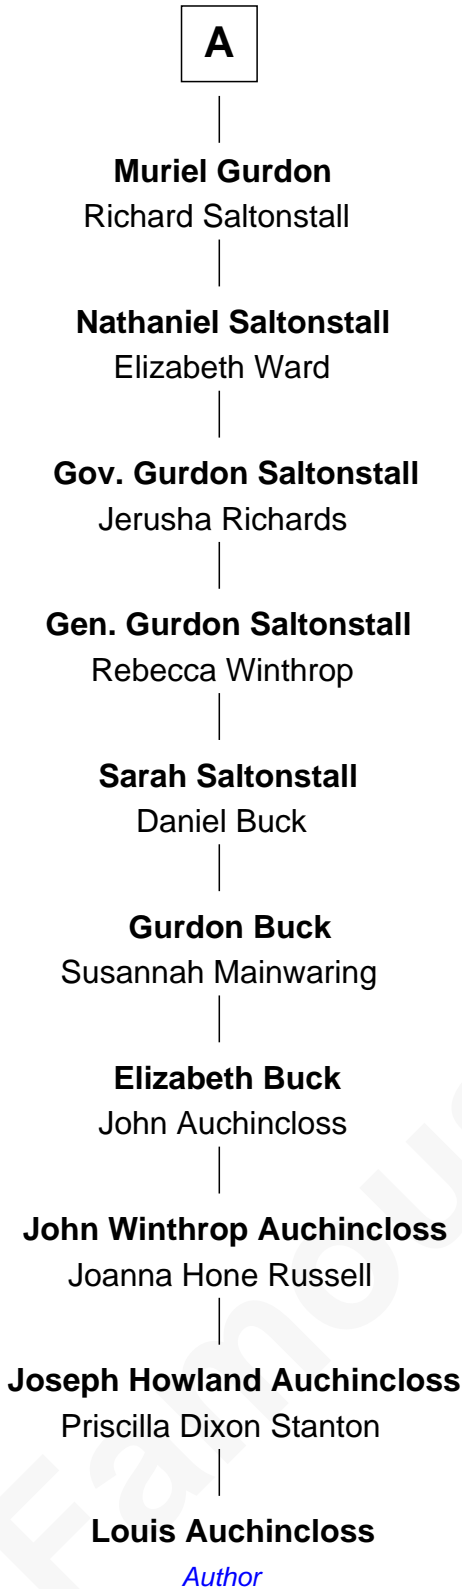 A
Muriel Gurdon
Richard Saltonstall
Nathaniel Saltonstall
Elizabeth Ward
Gov. Gurdon Saltonstall
Jerusha Richards
Gen. Gurdon Saltonstall
Rebecca Winthrop
Sarah Saltonstall
Daniel Buck
Gurdon Buck
Susannah Mainwaring
Elizabeth Buck
John Auchincloss
John Winthrop Auchincloss
Joanna Hone Russell
Joseph Howland Auchincloss
Priscilla Dixon Stanton
Louis Auchincloss
Author
Famous